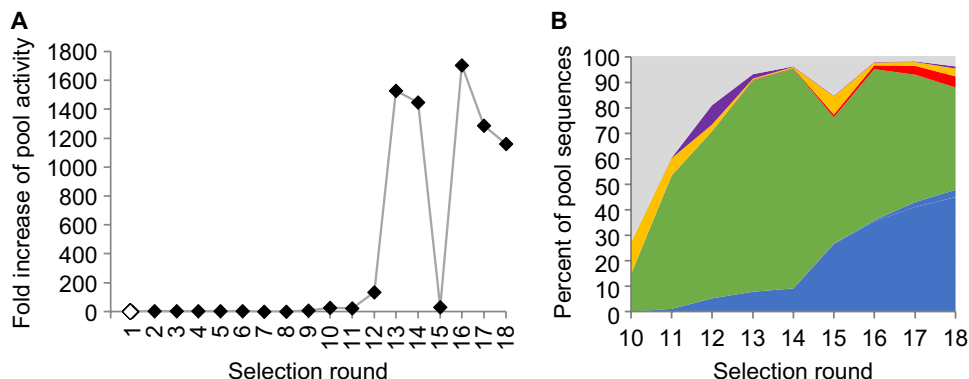 A
Fold increase of pool activity
1800
1600
1400
1200
1000
800
600
400
200
0
1 2 3 4 5 6 7 8 9 10 11 12 13 14 15 16 17 18
Selection round
B
Percent of pool sequences
100
90
80
70
60
50
40
30
20
10
0
10 11 12 13 14 15 16 17 18
Selection round